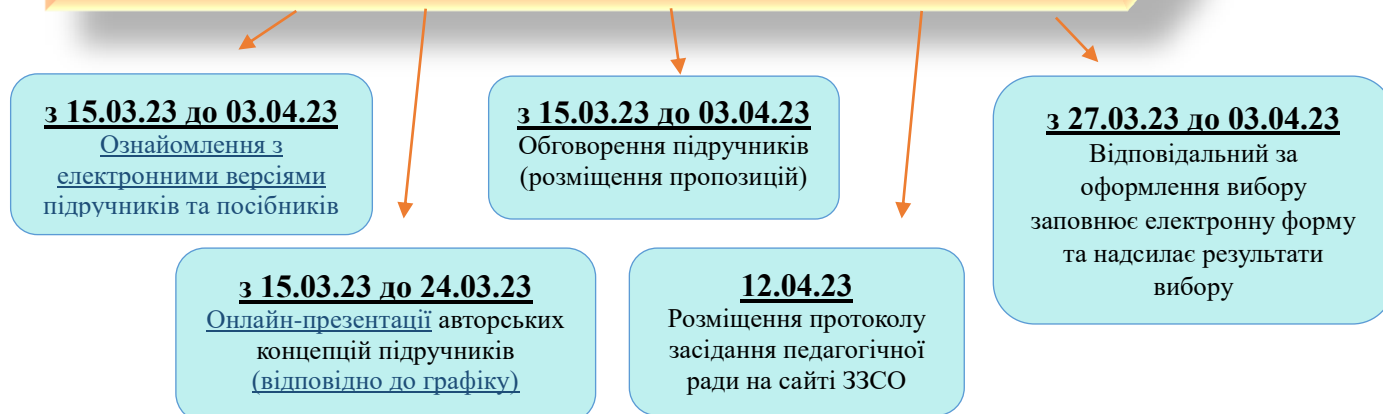 з 15.03.23 до 03.04.23
Ознайомлення з
електронними версіями
підручників та посібників
з 15.03.23 до 24.03.23
Онлайн-презентації авторських
концепцій підручників
(відповідно до графіку)
з 15.03.23 до 03.04.23
Обговорення підручників
(розміщення пропозицій)
12.04.23
Розміщення протоколу
засідання педагогічної
ради на сайті ЗЗСО
з 27.03.23 до 03.04.23
Відповідальний за
оформлення вибору
заповнює електронну форму
та надсилає результати
вибору